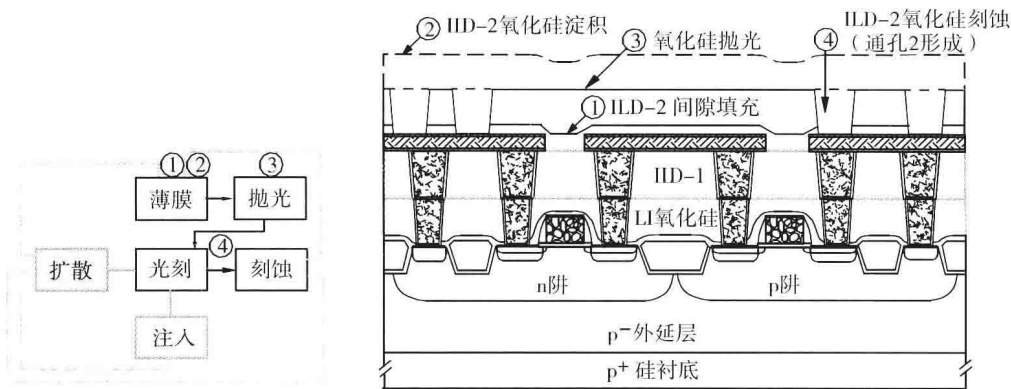 ② IID-2氧化硅淀积
③ 氧化硅抛光
④
ILD-2氧化硅刻蚀
（通孔2形成）
① ILD-2 间隙填充
IID-1
LI氧化硅
n阱
p阱
p⁻外延层
p⁺硅衬底
① ②
③
薄膜
抛光
④
扩散
光刻
刻蚀
注入